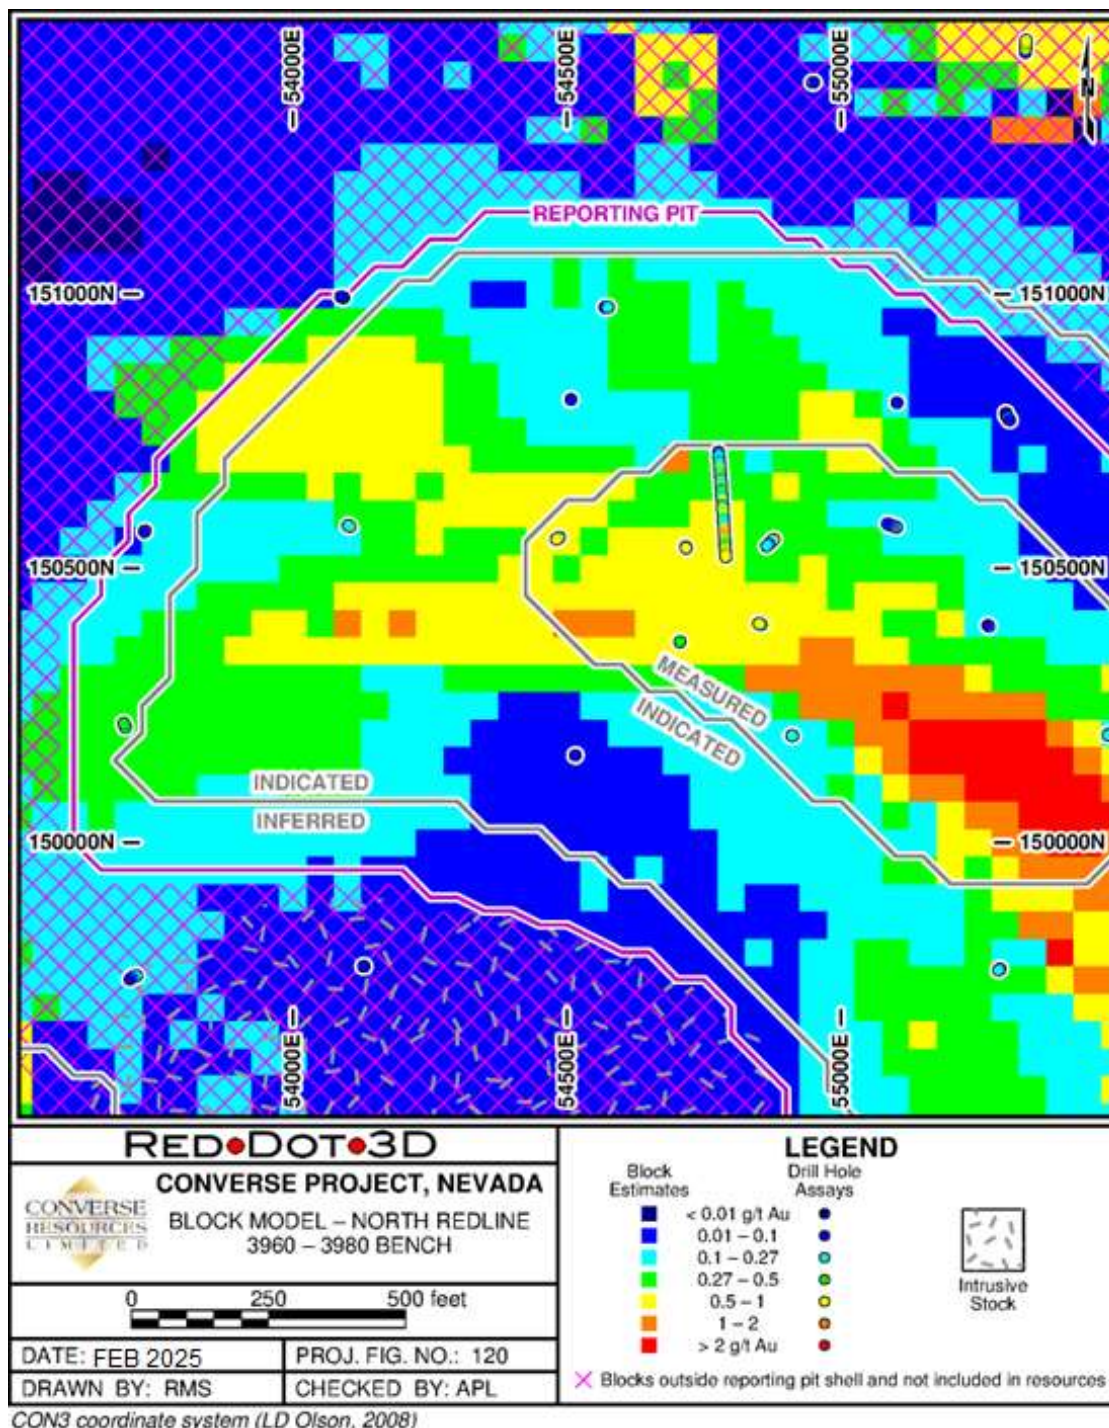 54000E
54500E
55000E
N
REPORTING PIT
151000N
151000N
150500N
150500N
MEASURED
INDICATED
INDICATED
INFERRED
150000N
150000N
54000E
54500E
55000E
RED•DOT•3D
CONVERSE
RESOURCES
LIMITED
CONVERSE PROJECT, NEVADA
BLOCK MODEL – NORTH REDLINE
3960 – 3980 BENCH
0 250 500 feet
DATE: FEB 2025
PROJ. FIG. NO.: 120
DRAWN BY: RMS
CHECKED BY: APL
LEGEND
Block
Estimates
Drill Hole
Assays
< 0.01 g/t Au
0.01 – 0.1
0.1 – 0.27
0.27 – 0.5
0.5 – 1
1 – 2
> 2 g/t Au
Intrusive
Stock
Blocks outside reporting pit shell and not included in resources
CON3 coordinate system (LD Olson, 2008)